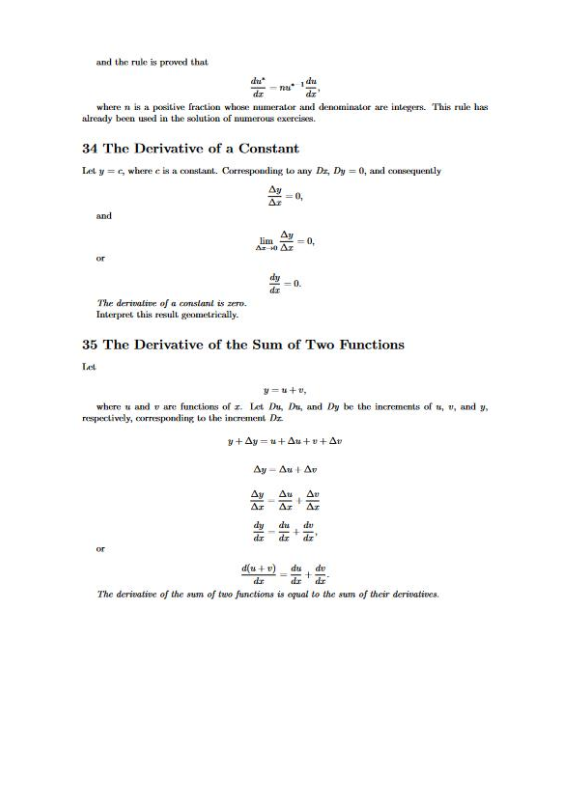 and the rule is proved that
du^n/dx = nu^{n-1} du/dx,
where n is a positive fraction whose numerator and denominator are integers. This rule has
already been used in the solution of numerous exercises.
34 The Derivative of a Constant
Let y = c, where c is a constant. Corresponding to any Dx, Dy = 0, and consequently
Δy/Δx = 0,
and
lim_{Δx→0} Δy/Δx = 0,
or
dy/dx = 0.
The derivative of a constant is zero.
Interpret this result geometrically.
35 The Derivative of the Sum of Two Functions
Let
y = u + v,
where u and v are functions of x. Let Du, Dv, and Dy be the increments of u, v, and y,
respectively, corresponding to the increment Dx.
y + Δy = u + Δu + v + Δv
Δy = Δu + Δv
Δy/Δx = Δu/Δx + Δv/Δx
dy/dx = du/dx + dv/dx,
or
d(u + v)/dx = du/dx + dv/dx.
The derivative of the sum of two functions is equal to the sum of their derivatives.